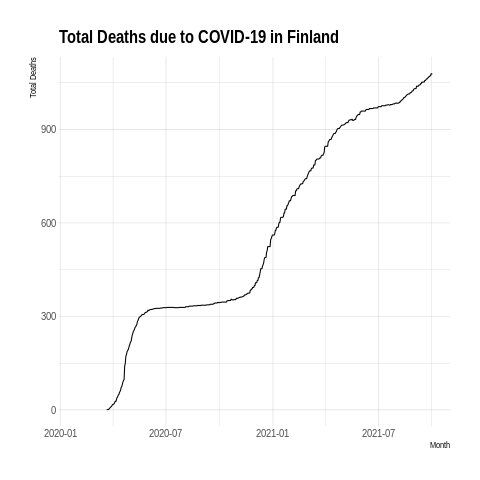 Total Deaths due to COVID-19 in Finland
Total Deaths
900
600
300
0
2020-01 2020-07 2021-01 2021-07
Month